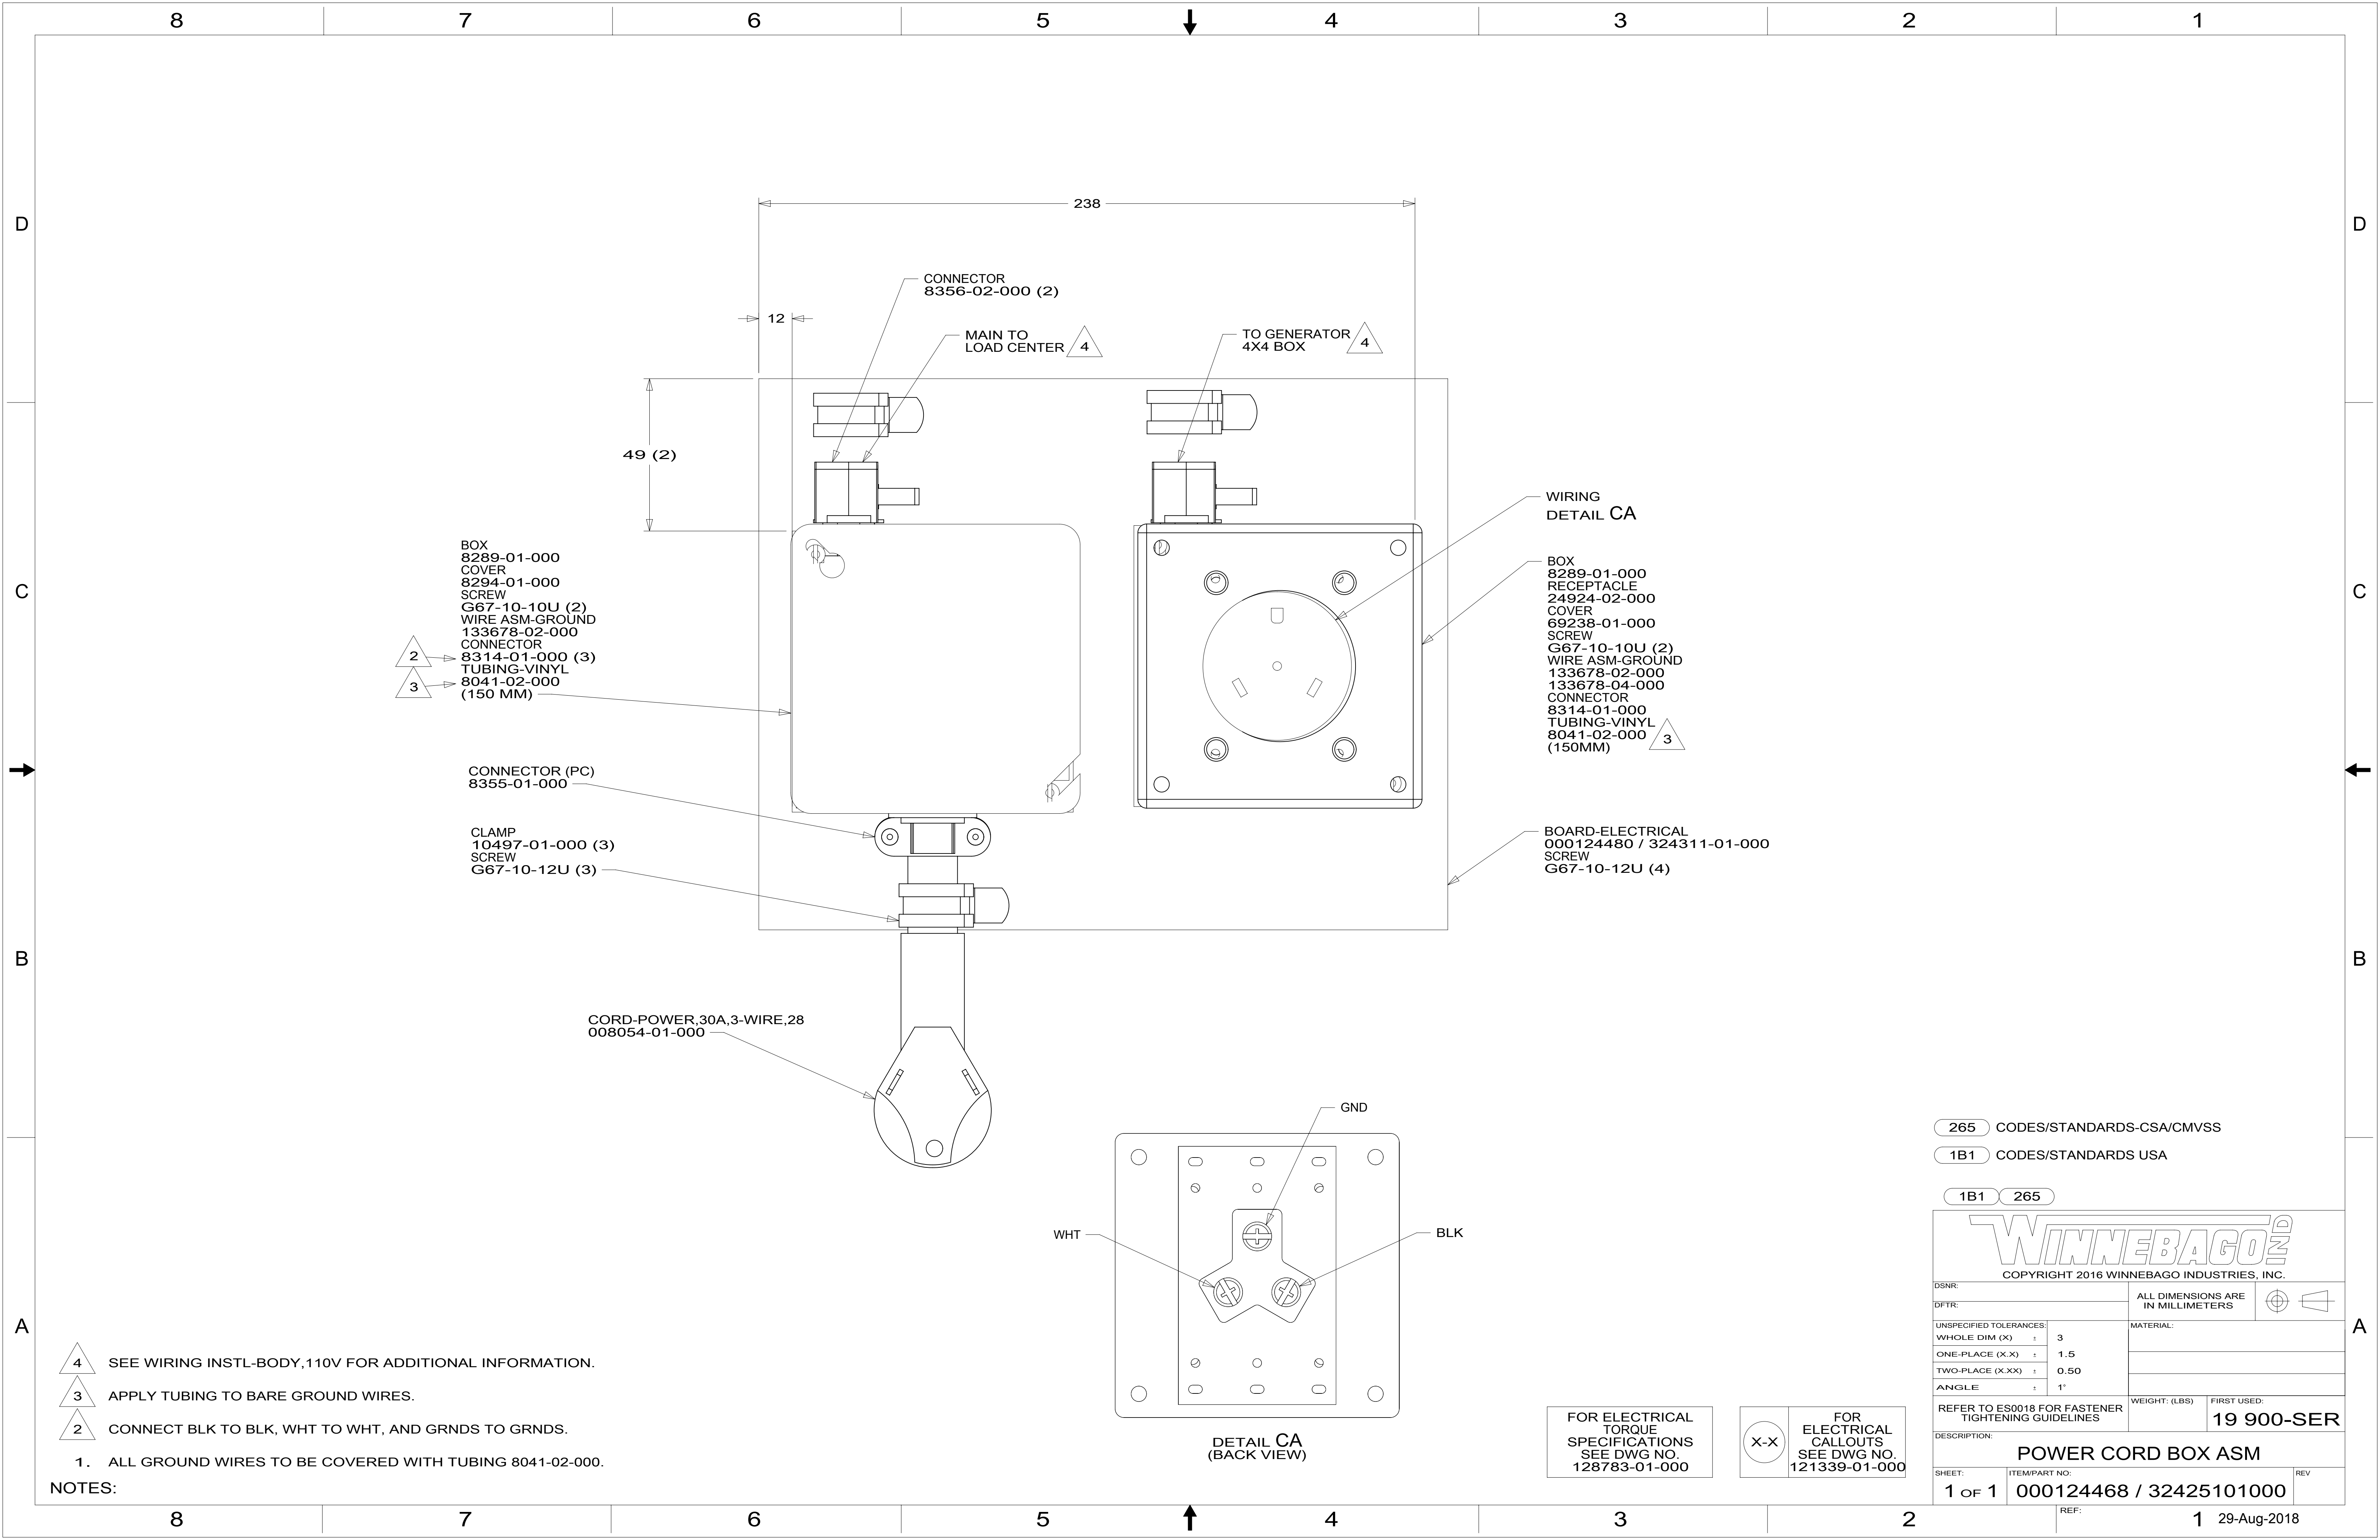 8 7 6 5 4 3 2 1
D
D
238
CONNECTOR
8356-02-000 (2)
12
MAIN TO
LOAD CENTER 4
TO GENERATOR
4X4 BOX 4
49 (2)
WIRING
DETAIL CA
BOX
8289-01-000
COVER
8294-01-000
SCREW
G67-10-10U (2)
WIRE ASM-GROUND
133678-02-000
CONNECTOR
2 8314-01-000 (3)
TUBING-VINYL
3 8041-02-000
(150 MM)
C
C
BOX
8289-01-000
RECEPTACLE
24924-02-000
COVER
69238-01-000
SCREW
G67-10-10U (2)
WIRE ASM-GROUND
133678-02-000
133678-04-000
CONNECTOR
8314-01-000
TUBING-VINYL
8041-02-000 3
(150MM)
CONNECTOR (PC)
8355-01-000
CLAMP
10497-01-000 (3)
SCREW
G67-10-12U (3)
BOARD-ELECTRICAL
000124480 / 324311-01-000
SCREW
G67-10-12U (4)
B
B
CORD-POWER,30A,3-WIRE,28
008054-01-000
GND
WHT
BLK
DETAIL CA
(BACK VIEW)
265 CODES/STANDARDS-CSA/CMVSS
1B1 CODES/STANDARDS USA
1B1 265
WINNEBAGO IND
COPYRIGHT 2016 WINNEBAGO INDUSTRIES, INC.
DSNR:
DFTR:
ALL DIMENSIONS ARE
IN MILLIMETERS
UNSPECIFIED TOLERANCES:
WHOLE DIM (X) ± 3
ONE-PLACE (X.X) ± 1.5
TWO-PLACE (X.XX) ± 0.50
ANGLE ± 1°
MATERIAL:
REFER TO ES0018 FOR FASTENER
TIGHTENING GUIDELINES
WEIGHT: (LBS)
FIRST USED:
19 900-SER
DESCRIPTION:
POWER CORD BOX ASM
SHEET:
1 OF 1
ITEM/PART NO:
000124468 / 32425101000
REV
REF:
29-Aug-2018
A
A
4 SEE WIRING INSTL-BODY,110V FOR ADDITIONAL INFORMATION.
3 APPLY TUBING TO BARE GROUND WIRES.
2 CONNECT BLK TO BLK, WHT TO WHT, AND GRNDS TO GRNDS.
1. ALL GROUND WIRES TO BE COVERED WITH TUBING 8041-02-000.
NOTES:
FOR ELECTRICAL
TORQUE
SPECIFICATIONS
SEE DWG NO.
128783-01-000
X-X
FOR
ELECTRICAL
CALLOUTS
SEE DWG NO.
121339-01-000
8 7 6 5 4 3 2 1